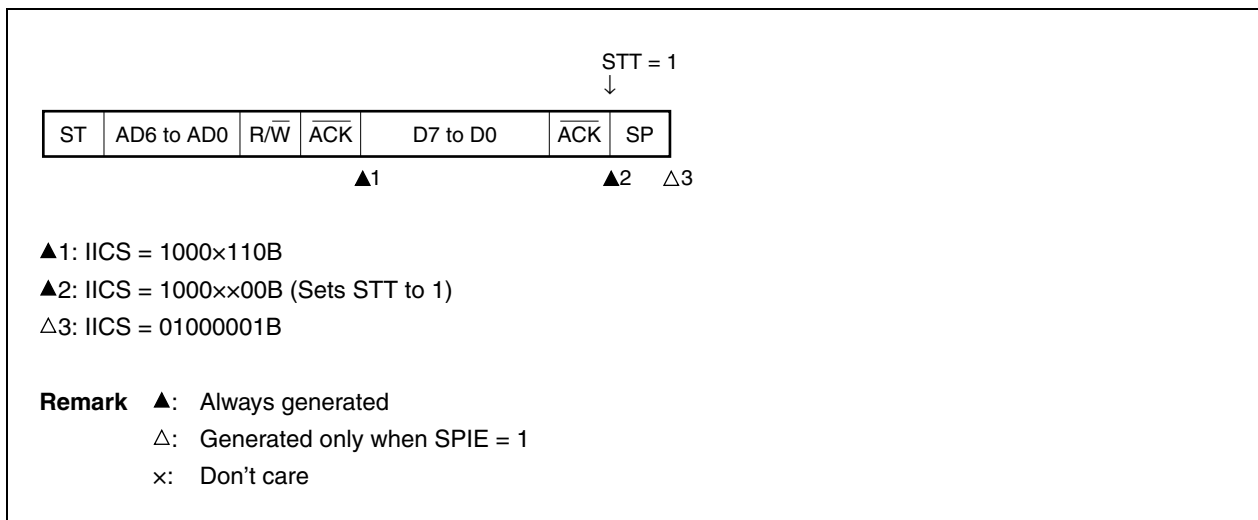 STT = 1
↓
ST AD6 to AD0 R/W̅ A̅C̅K̅ D7 to D0 A̅C̅K̅ SP
▲1 ▲2 △3
▲1: IICS = 1000×110B
▲2: IICS = 1000××00B (Sets STT to 1)
△3: IICS = 01000001B
Remark ▲: Always generated
△: Generated only when SPIE = 1
×: Don't care